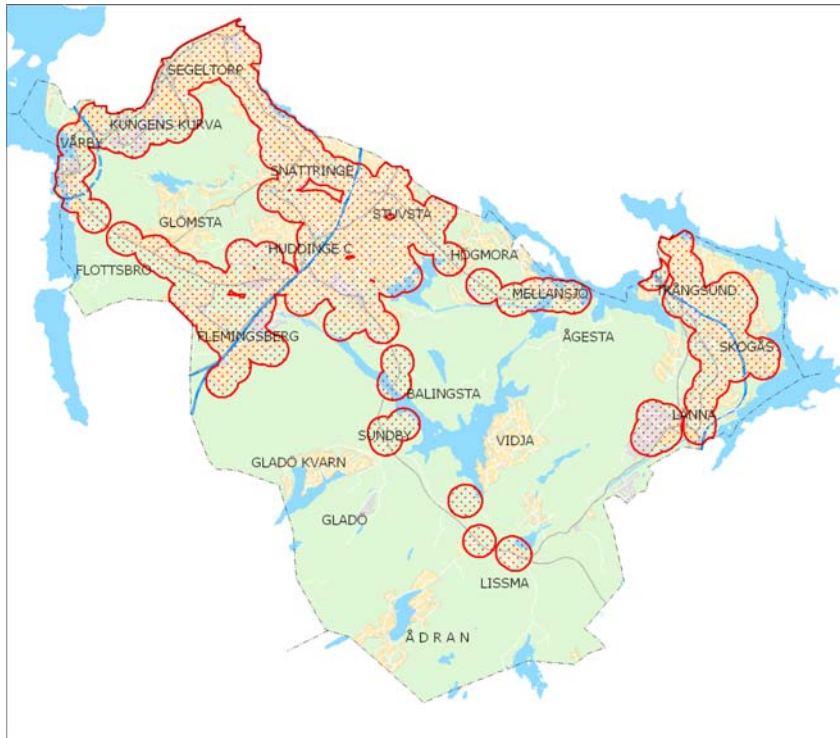 SEGELTORP
KUNGENS KURVA
VÅRBY
SNÄTTRINGE
GLÖMSTA
STUVSTA
HUDDINGE C
HÖGMORA
FLOTTSBRO
MELLANSJÖ
TRÅNGSUND
FLEMINGSBERG
ÅGESTA
SKOGÅS
BALINGSTA
LÄNNA
SUNDBY
VIDJA
GLADÖ KVARN
GLADÖ
LISSMA
ÅDRAN